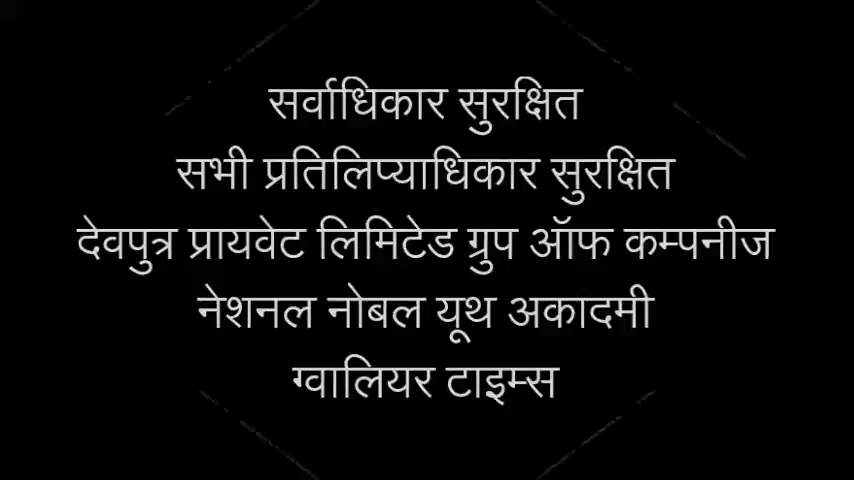 सर्वाधिकार सुरक्षित
सभी प्रतिलिप्याधिकार सुरक्षित
देवपुत्र प्रायवेट लिमिटेड ग्रुप ऑफ कम्पनीज
नेशनल नोबल यूथ अकादमी
ग्वालियर टाइम्स